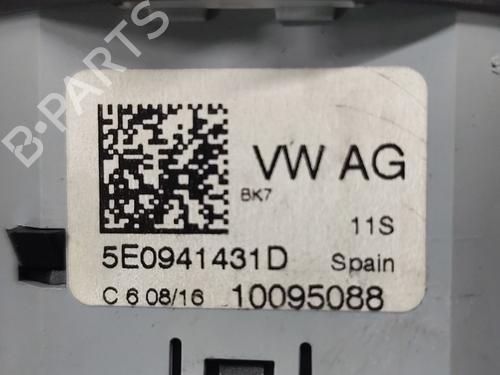 B-PARTS
VW AG
BK7
11S
5E0941431D Spain
C 6 08/16 10095088